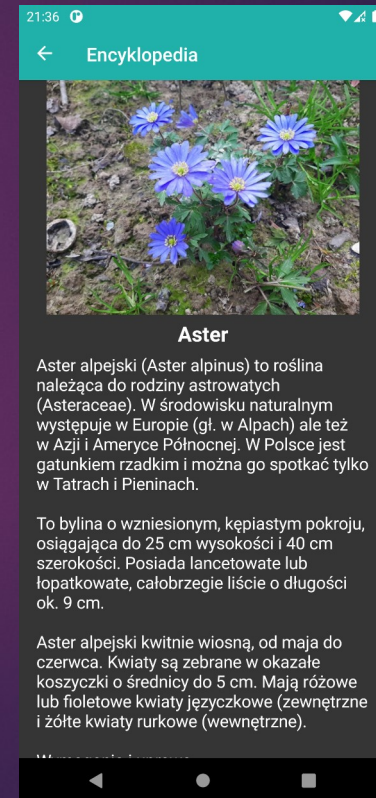 21:36
Encyklopedia
Aster
Aster alpejski (Aster alpinus) to roślina
należąca do rodziny astrowatych
(Asteraceae). W środowisku naturalnym
występuje w Europie (gł. w Alpach) ale też
w Azji i Ameryce Północnej. W Polsce jest
gatunkiem rzadkim i można go spotkać tylko
w Tatrach i Pieninach.
To bylina o wzniesionym, kępiastym pokroju,
osiągająca do 25 cm wysokości i 40 cm
szerokości. Posiada lancetowate lub
łopatkowate, całobrzegie liście o długości
ok. 9 cm.
Aster alpejski kwitnie wiosną, od maja do
czerwca. Kwiaty są zebrane w okazałe
koszyczki o średnicy do 5 cm. Mają różowe
lub fioletowe kwiaty języczkowe (zewnętrzne
i żółte kwiaty rurkowe (wewnętrzne).